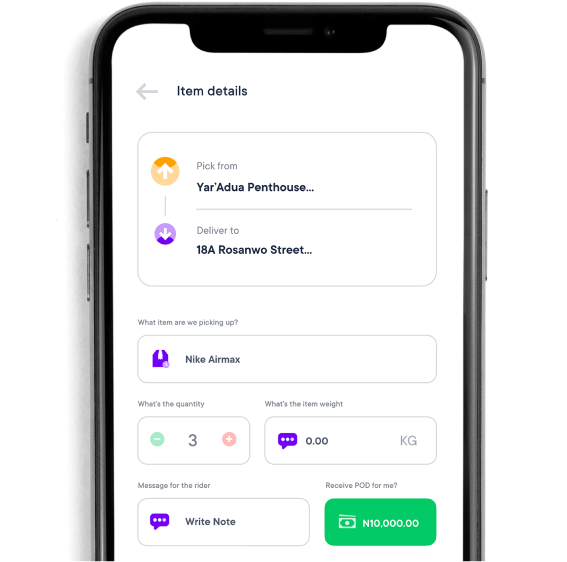 Item details
Pick from
Yar'Adua Penthouse...
Deliver to
18A Rosanwo Street...
What item are we picking up?
Nike Airmax
What's the quantity
What's the item weight
3
0.00
KG
Message for the rider
Receive POD for me?
Write Note
N10,000.00